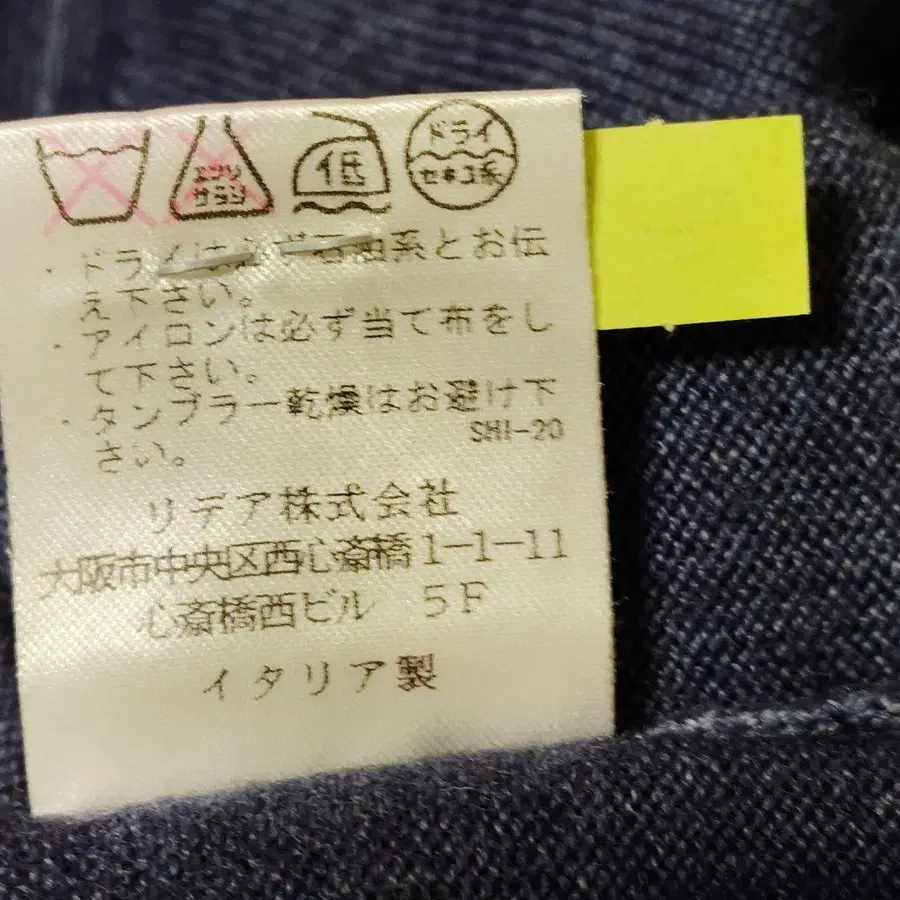 エンソ
サラシ
低
ドライ
セキユ系
・ドライは必ず石油系とお伝
え下さい。
・アイロンは必ず当て布をし
て下さい。
・タンブラー乾燥はお避け下
さい。
SHI-20
リデア株式会社
大阪市中央区西心斎橋1-1-11
心斎橋西ビル 5F
イタリア製